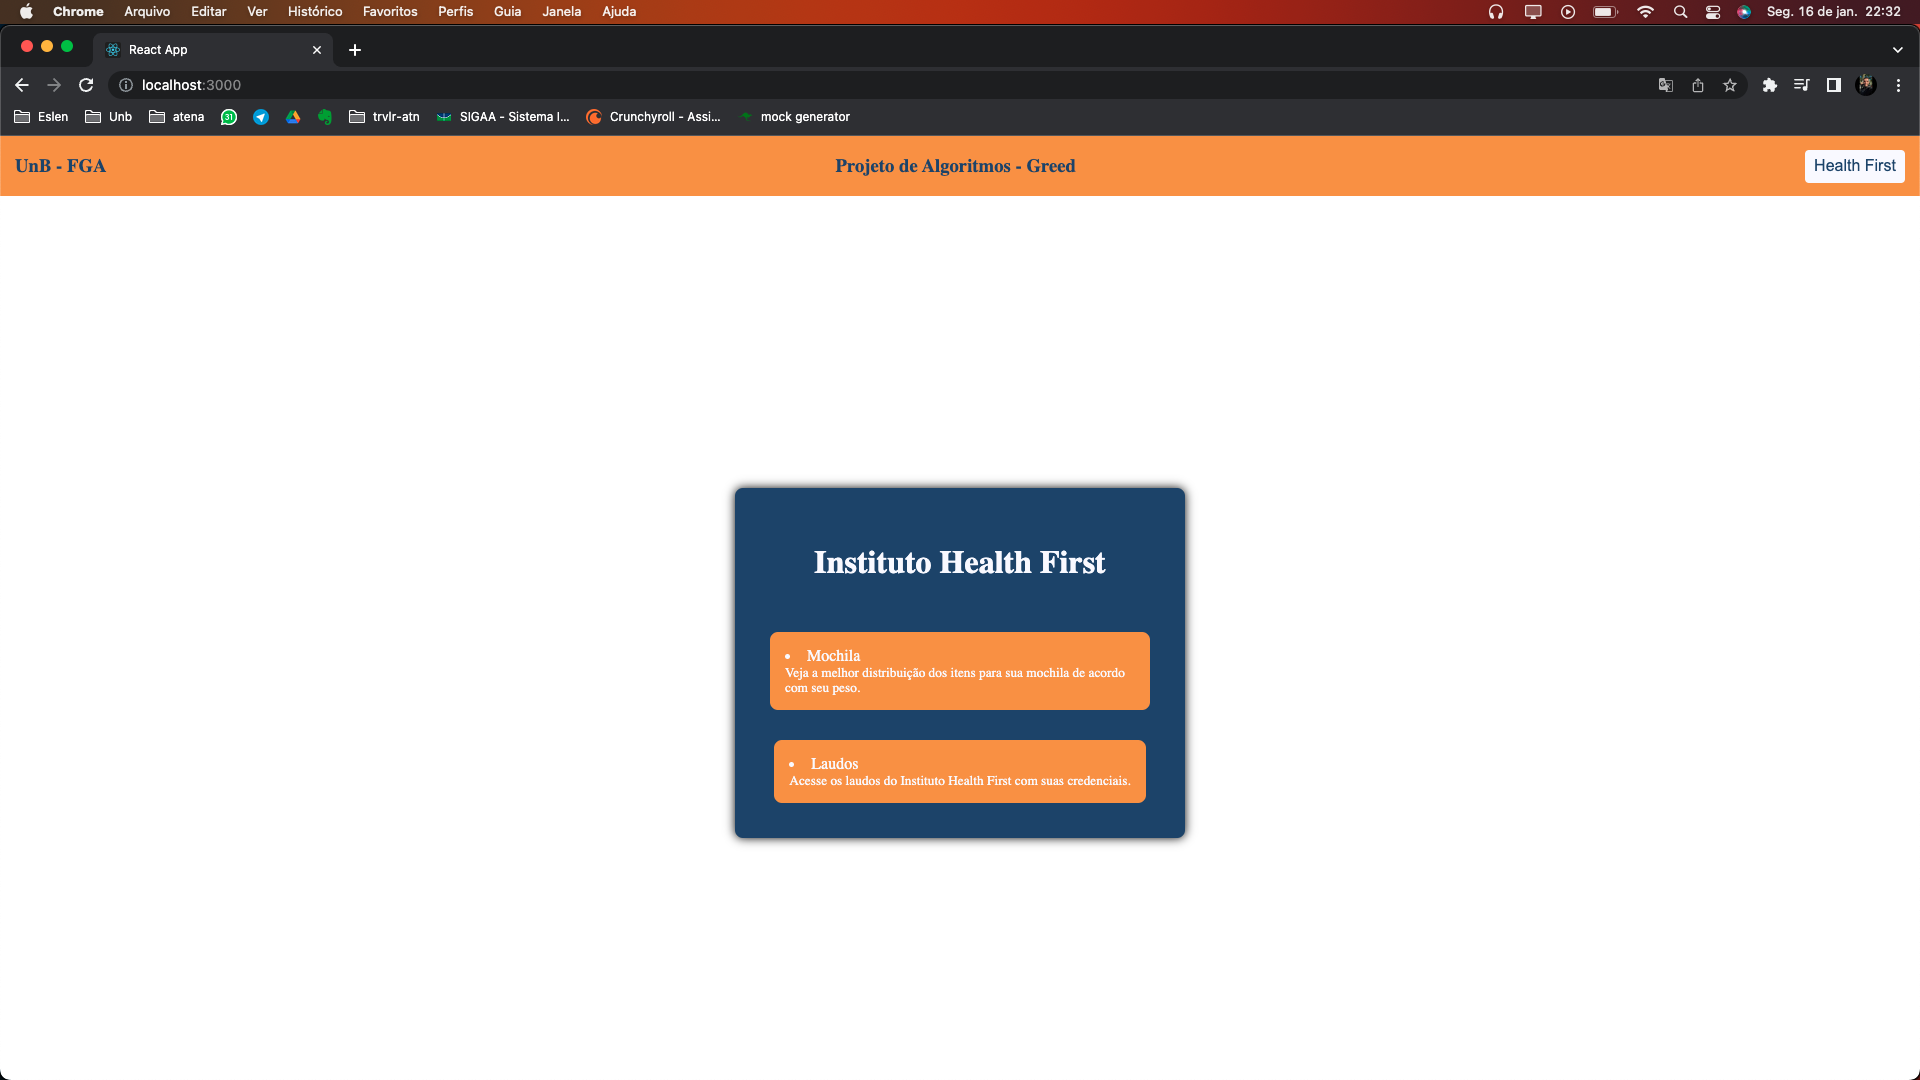 Chrome Arquivo Editar Ver Histórico Favoritos Perfis Guia Janela Ajuda Seg. 16 de jan. 22:32
React App
localhost:3000
Eslen Unb atena 31 trvlr-atn SIGAA - Sistema I... Crunchyroll - Assi... mock generator
UnB - FGA Projeto de Algoritmos - Greed Health First
Instituto Health First
• Mochila
Veja a melhor distribuição dos itens para sua mochila de acordo
com seu peso.
• Laudos
Acesse os laudos do Instituto Health First com suas credenciais.